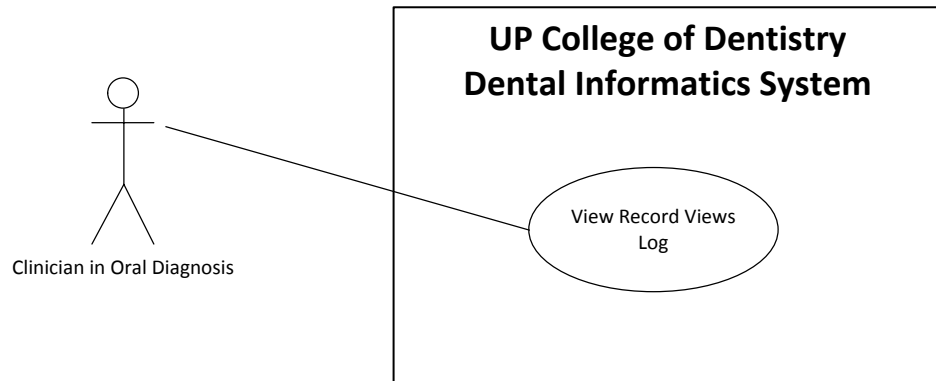 UP College of Dentistry
Dental Informatics System
View Record Views
Log
Clinician in Oral Diagnosis